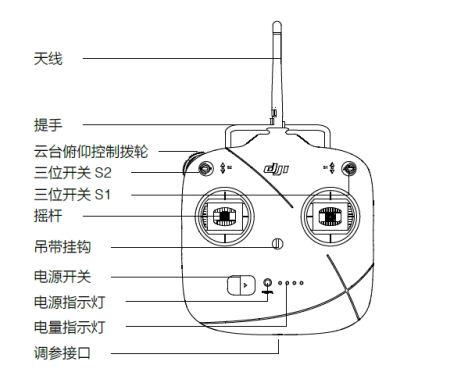 天线
提手
云台俯仰控制拨轮
三位开关 S2
三位开关 S1
摇杆
吊带挂钩
电源开关
电源指示灯
电量指示灯
调参接口
dji
S2
S1